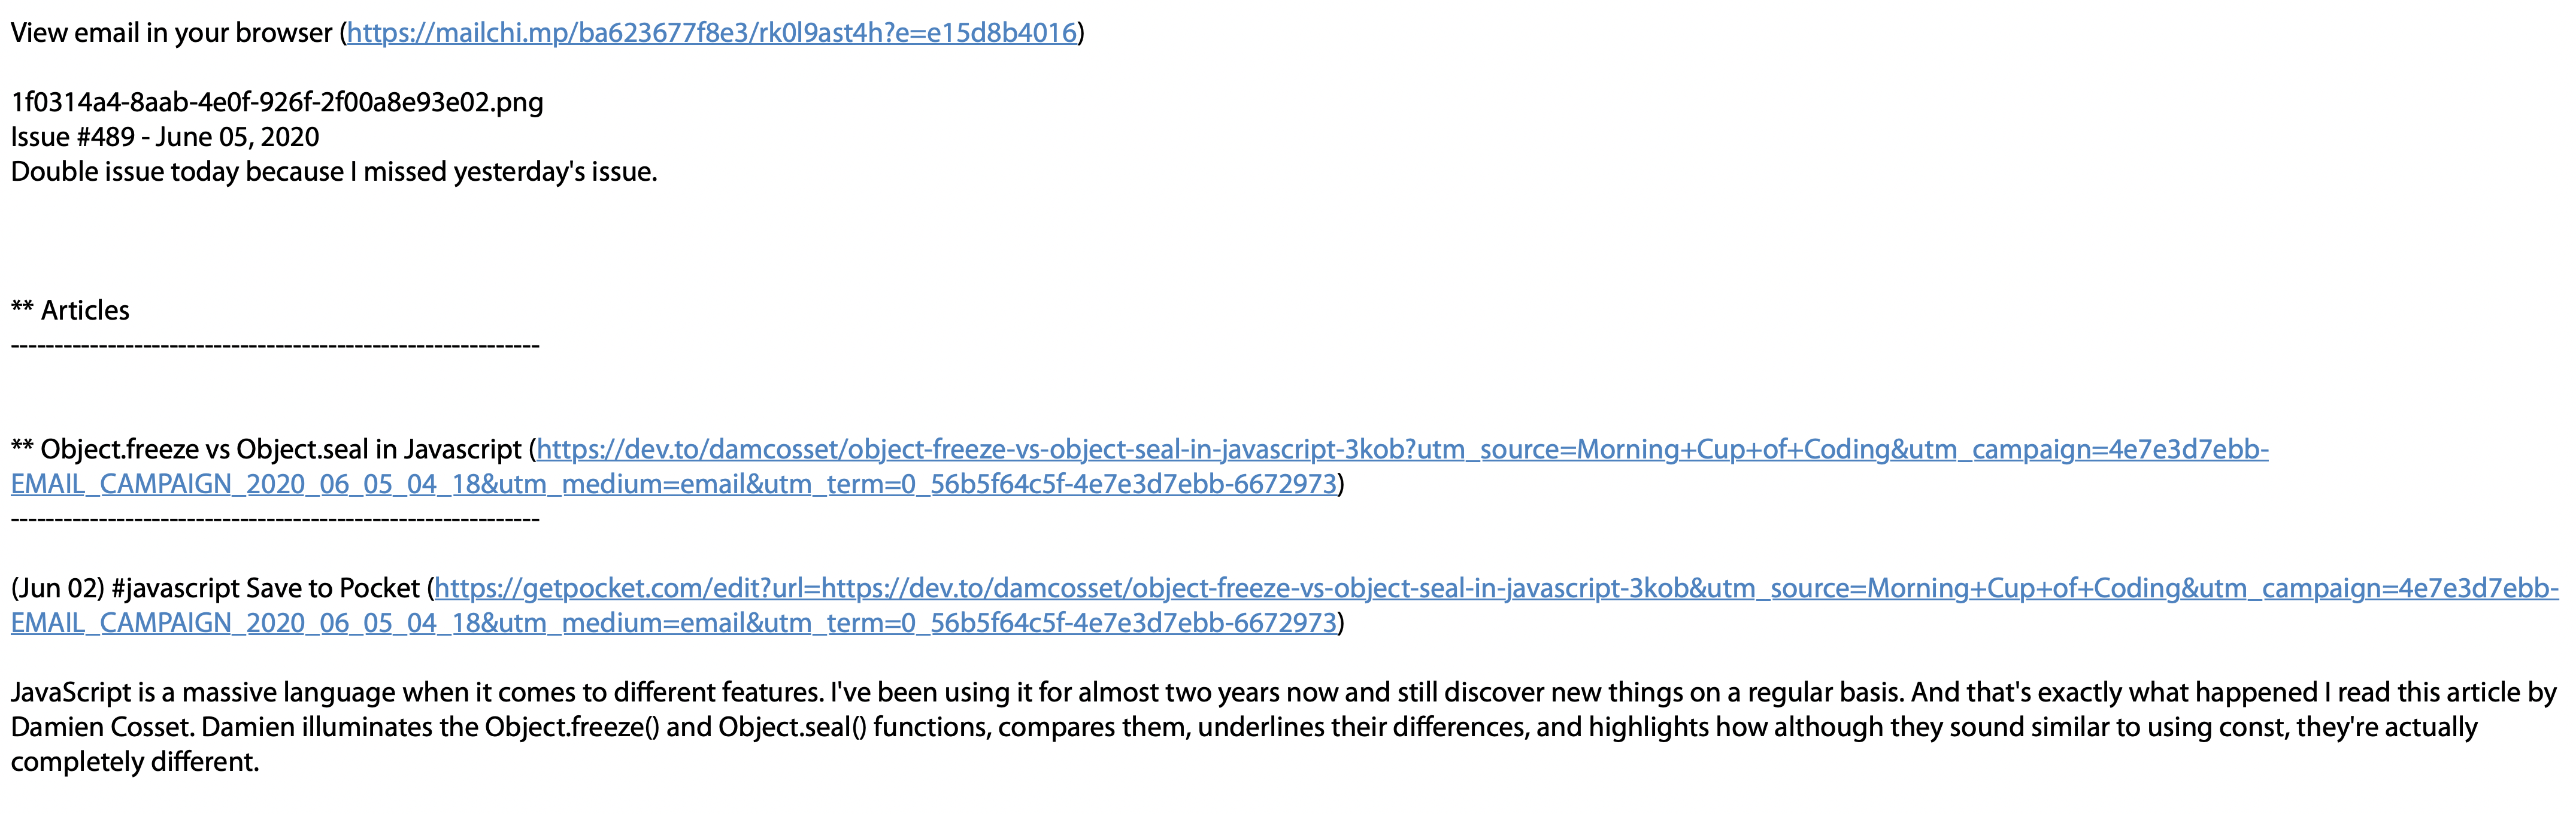 View email in your browser (https://mailchi.mp/ba623677f8e3/rk0l9ast4h?e=e15d8b4016)
1f0314a4-8aab-4e0f-926f-2f00a8e93e02.png
Issue #489 - June 05, 2020
Double issue today because I missed yesterday's issue.
** Articles
------------------------------------------------------------
** Object.freeze vs Object.seal in Javascript (https://dev.to/damcosset/object-freeze-vs-object-seal-in-javascript-3kob?utm_source=Morning+Cup+of+Coding&utm_campaign=4e7e3d7ebb-
EMAIL_CAMPAIGN_2020_06_05_04_18&utm_medium=email&utm_term=0_56b5f64c5f-4e7e3d7ebb-6672973)
------------------------------------------------------------
(Jun 02) #javascript Save to Pocket (https://getpocket.com/edit?url=https://dev.to/damcosset/object-freeze-vs-object-seal-in-javascript-3kob&utm_source=Morning+Cup+of+Coding&utm_campaign=4e7e3d7ebb-
EMAIL_CAMPAIGN_2020_06_05_04_18&utm_medium=email&utm_term=0_56b5f64c5f-4e7e3d7ebb-6672973)
JavaScript is a massive language when it comes to different features. I've been using it for almost two years now and still discover new things on a regular basis. And that's exactly what happened I read this article by
Damien Cosset. Damien illuminates the Object.freeze() and Object.seal() functions, compares them, underlines their differences, and highlights how although they sound similar to using const, they're actually
completely different.